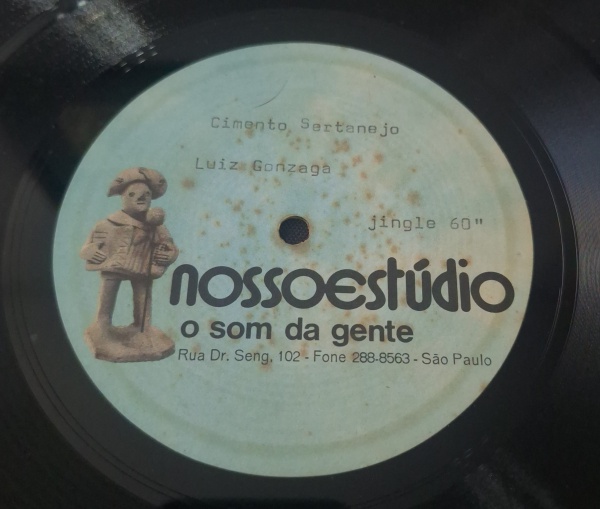 Cimento Sertanejo
Luiz Gonzaga
jingle 60"
nossoestúdio
o som da gente
Rua Dr. Seng, 102 - Fone 288-8563 - São Paulo